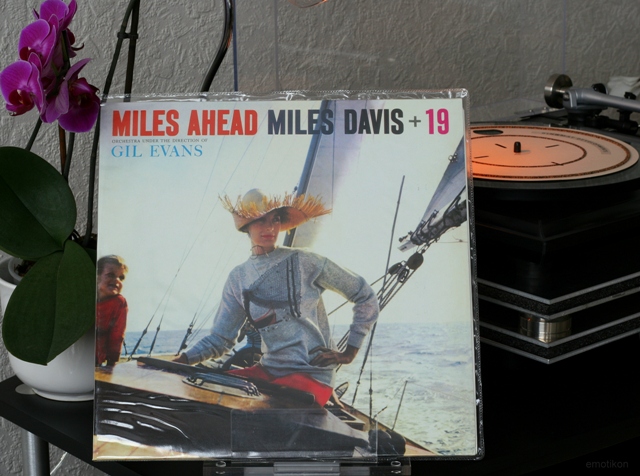 MILES AHEAD MILES DAVIS + 19
ORCHESTRA UNDER THE DIRECTION OF
GIL EVANS
emotikon